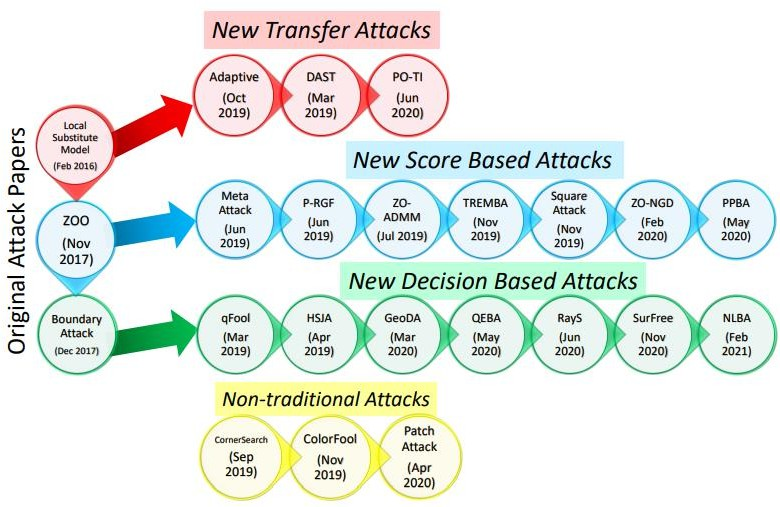 Original Attack Papers
New Transfer Attacks
Adaptive
(Oct
2019)
DAST
(Mar
2019)
PO-TI
(Jun
2020)
Local
Substitute
Model
(Feb 2016)
New Score Based Attacks
ZOO
(Nov
2017)
Meta
Attack
(Jun
2019)
P-RGF
(Jun
2019)
ZO-
ADMM
(Jul 2019)
TREMBA
(Nov
2019)
Square
Attack
(Nov
2019)
ZO-NGD
(Feb
2020)
PPBA
(May
2020)
New Decision Based Attacks
Boundary
Attack
(Dec 2017)
qFool
(Mar
2019)
HSJA
(Apr
2019)
GeoDA
(Mar
2020)
QEBA
(May
2020)
RayS
(Jun
2020)
SurFree
(Nov
2020)
NLBA
(Feb
2021)
Non-traditional Attacks
CornerSearch
(Sep
2019)
ColorFool
(Nov
2019)
Patch
Attack
(Apr
2020)